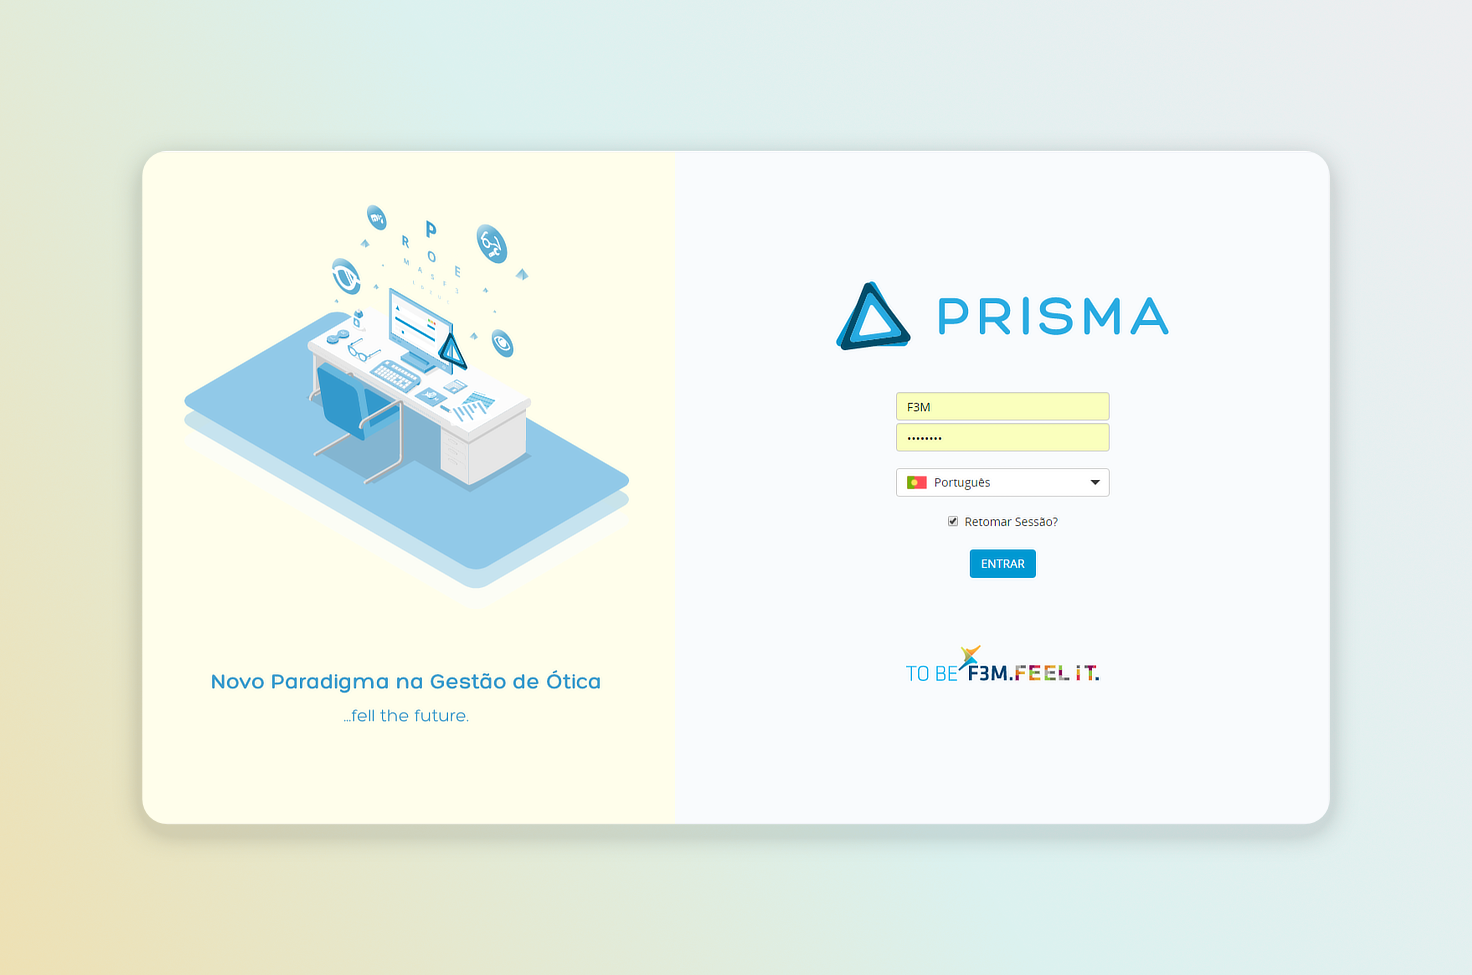 P
R O E
M A S E S
Novo Paradigma na Gestão de Ótica
...fell the future.
PRISMA
F3M
••••••••
Português
Retomar Sessão?
ENTRAR
TO BE F3M.FEEL IT.